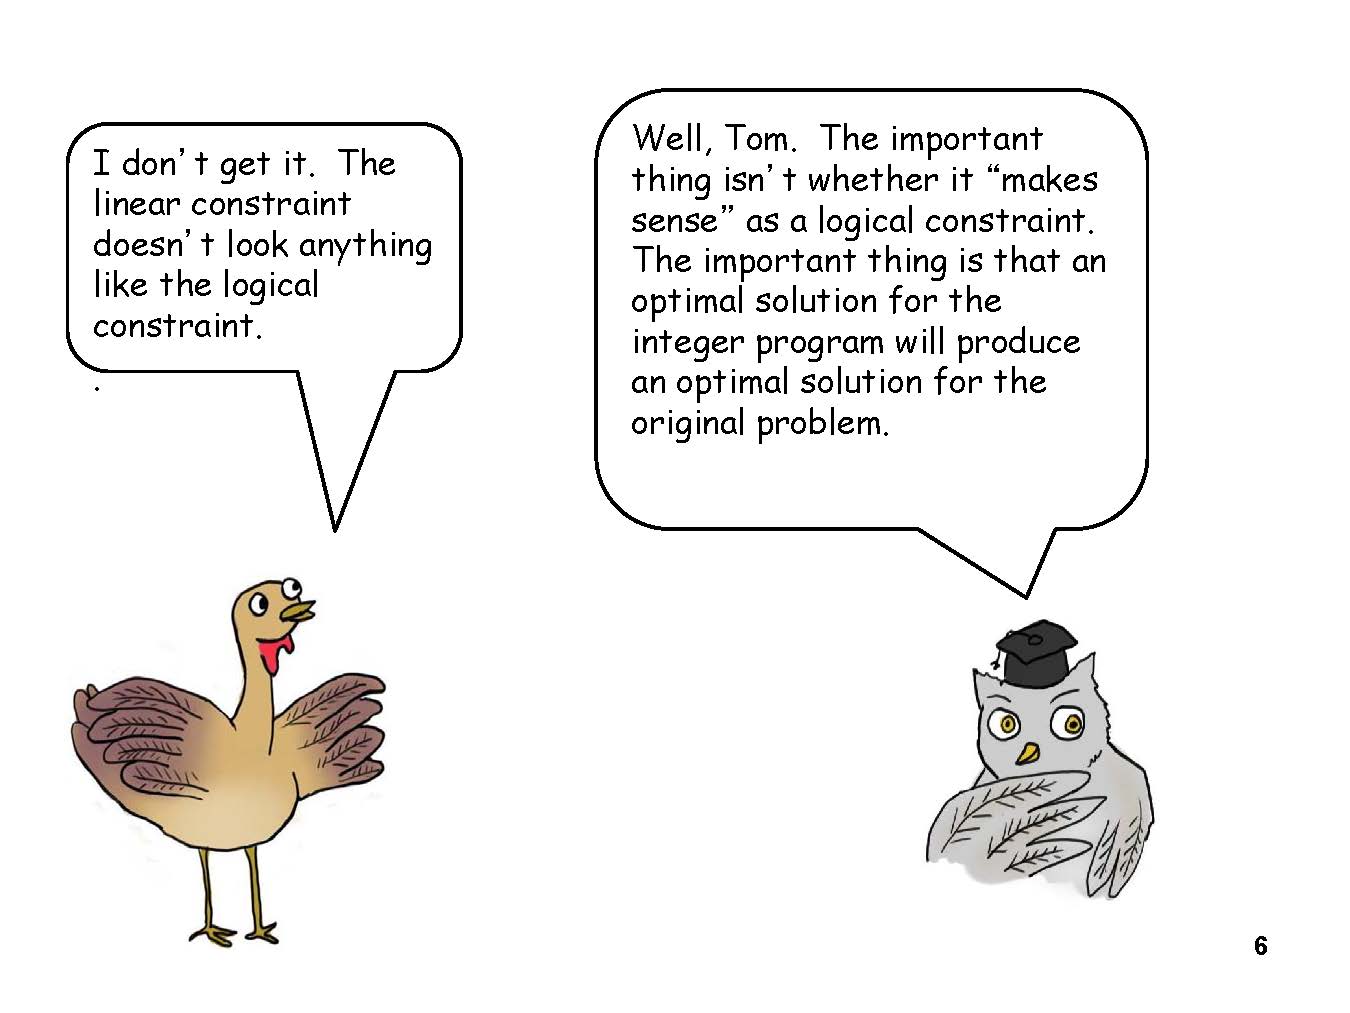 I don’t get it.  The
linear constraint
doesn’t look anything
like the logical
constraint.
.
Well, Tom.  The important
thing isn’t whether it “makes
sense” as a logical constraint.
The important thing is that an
optimal solution for the
integer program will produce
an optimal solution for the
original problem.
6